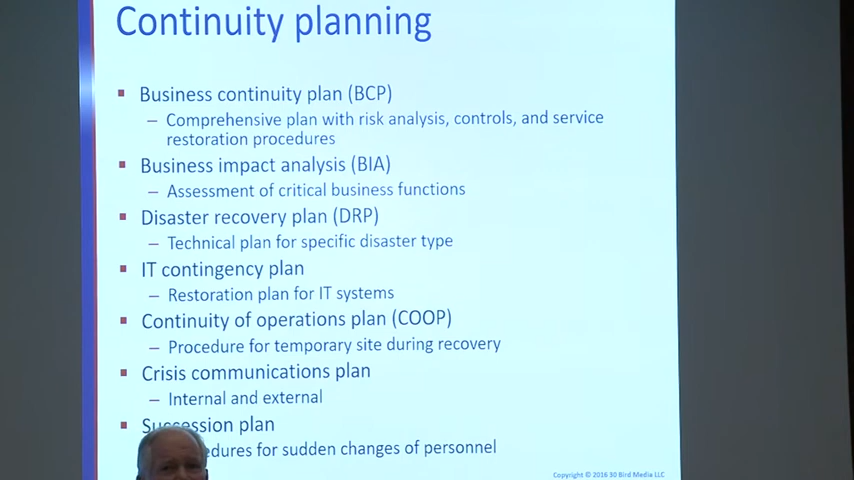 Continuity planning
▪ Business continuity plan (BCP)
– Comprehensive plan with risk analysis, controls, and service
restoration procedures
▪ Business impact analysis (BIA)
– Assessment of critical business functions
▪ Disaster recovery plan (DRP)
– Technical plan for specific disaster type
▪ IT contingency plan
– Restoration plan for IT systems
▪ Continuity of operations plan (COOP)
– Procedure for temporary site during recovery
▪ Crisis communications plan
– Internal and external
▪ Succession plan
for sudden changes of personnel
Copyright © 2016 30 Bird Media LLC